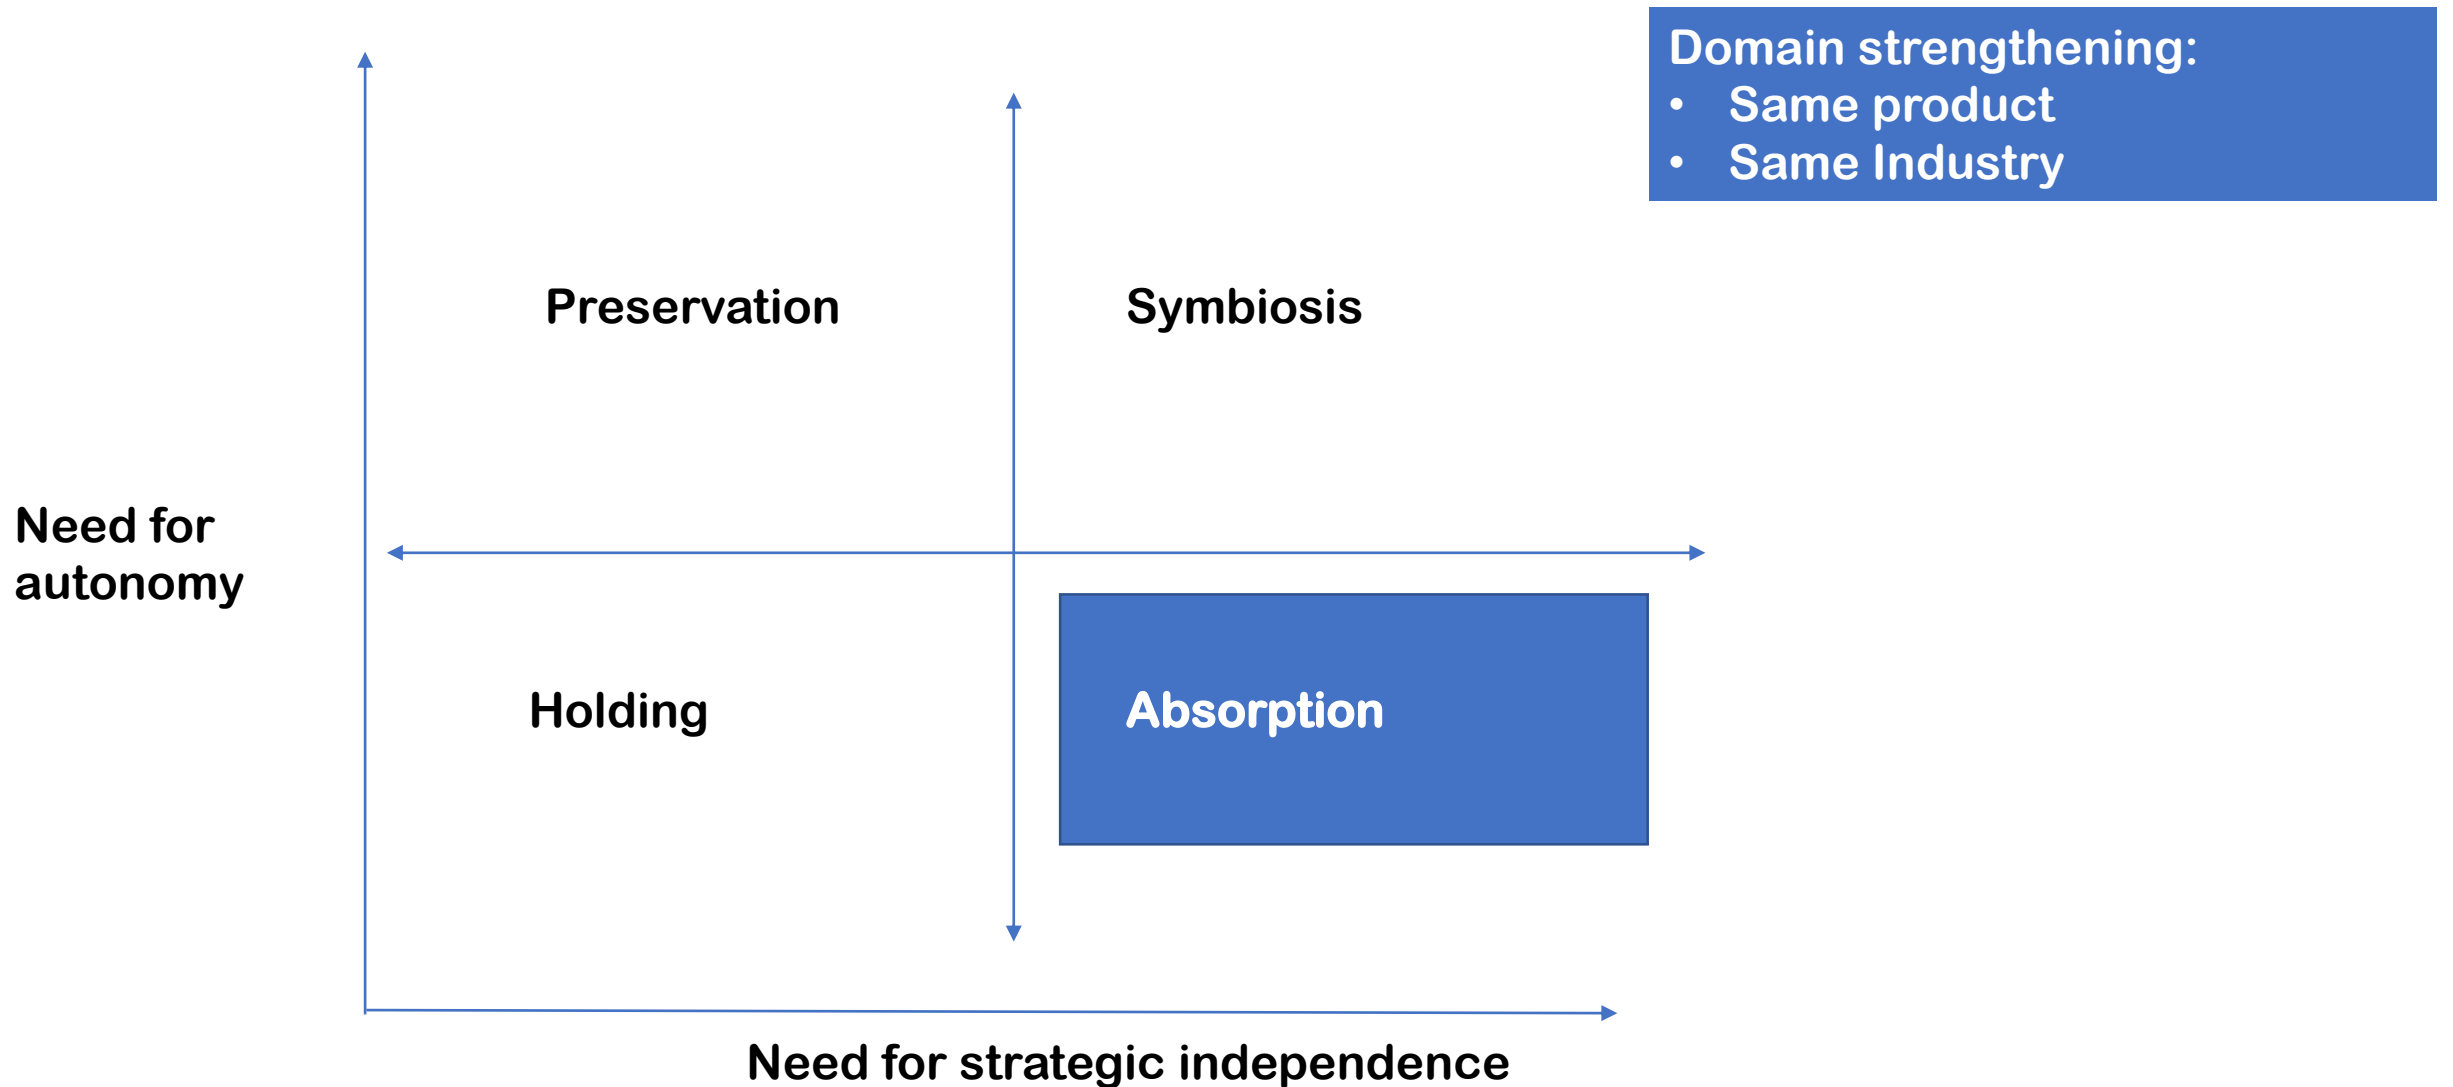 Domain strengthening:
• Same product
• Same Industry
Preservation
Symbiosis
Need for
autonomy
Holding
Absorption
Need for strategic independence